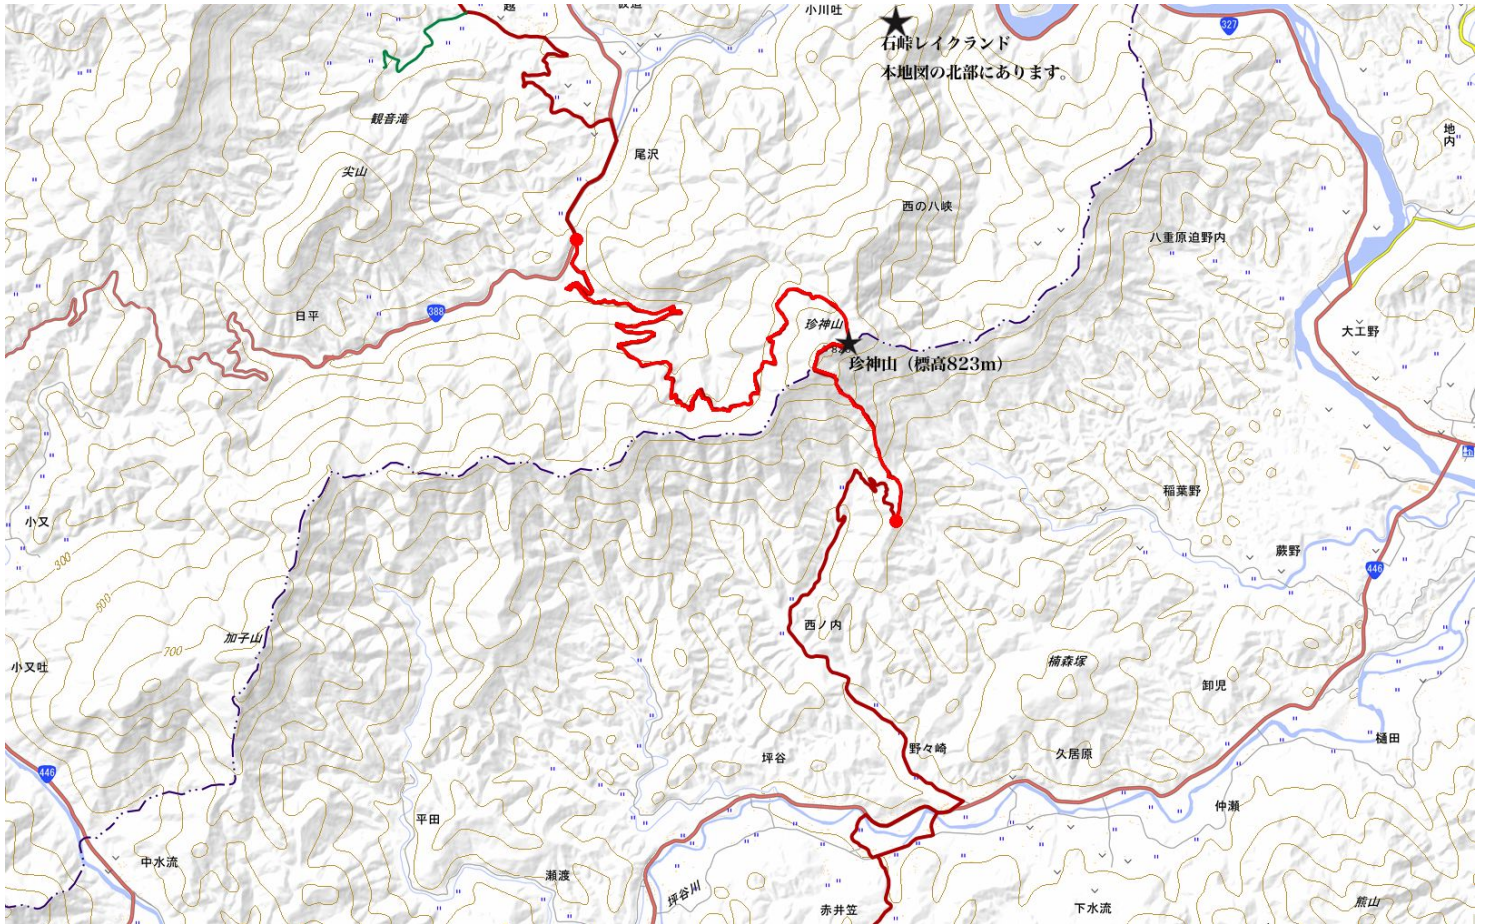 越
小川吐
327
石峠レイクランド
本地図の北部にあります。
観音滝
地内
尾沢
尖山
西の八峡
八重原迫野内
388
日平
珍神山
大工野
珍神山（標高823m）
稲葉野
小又
蕨野
300
446
500
西ノ内
加子山
700
楠森塚
小又吐
卸児
樋田
野々崎
久居原
坪谷
446
仲瀬
平田
中水流
瀬渡
坪谷川
赤井笠
下水流
熊山